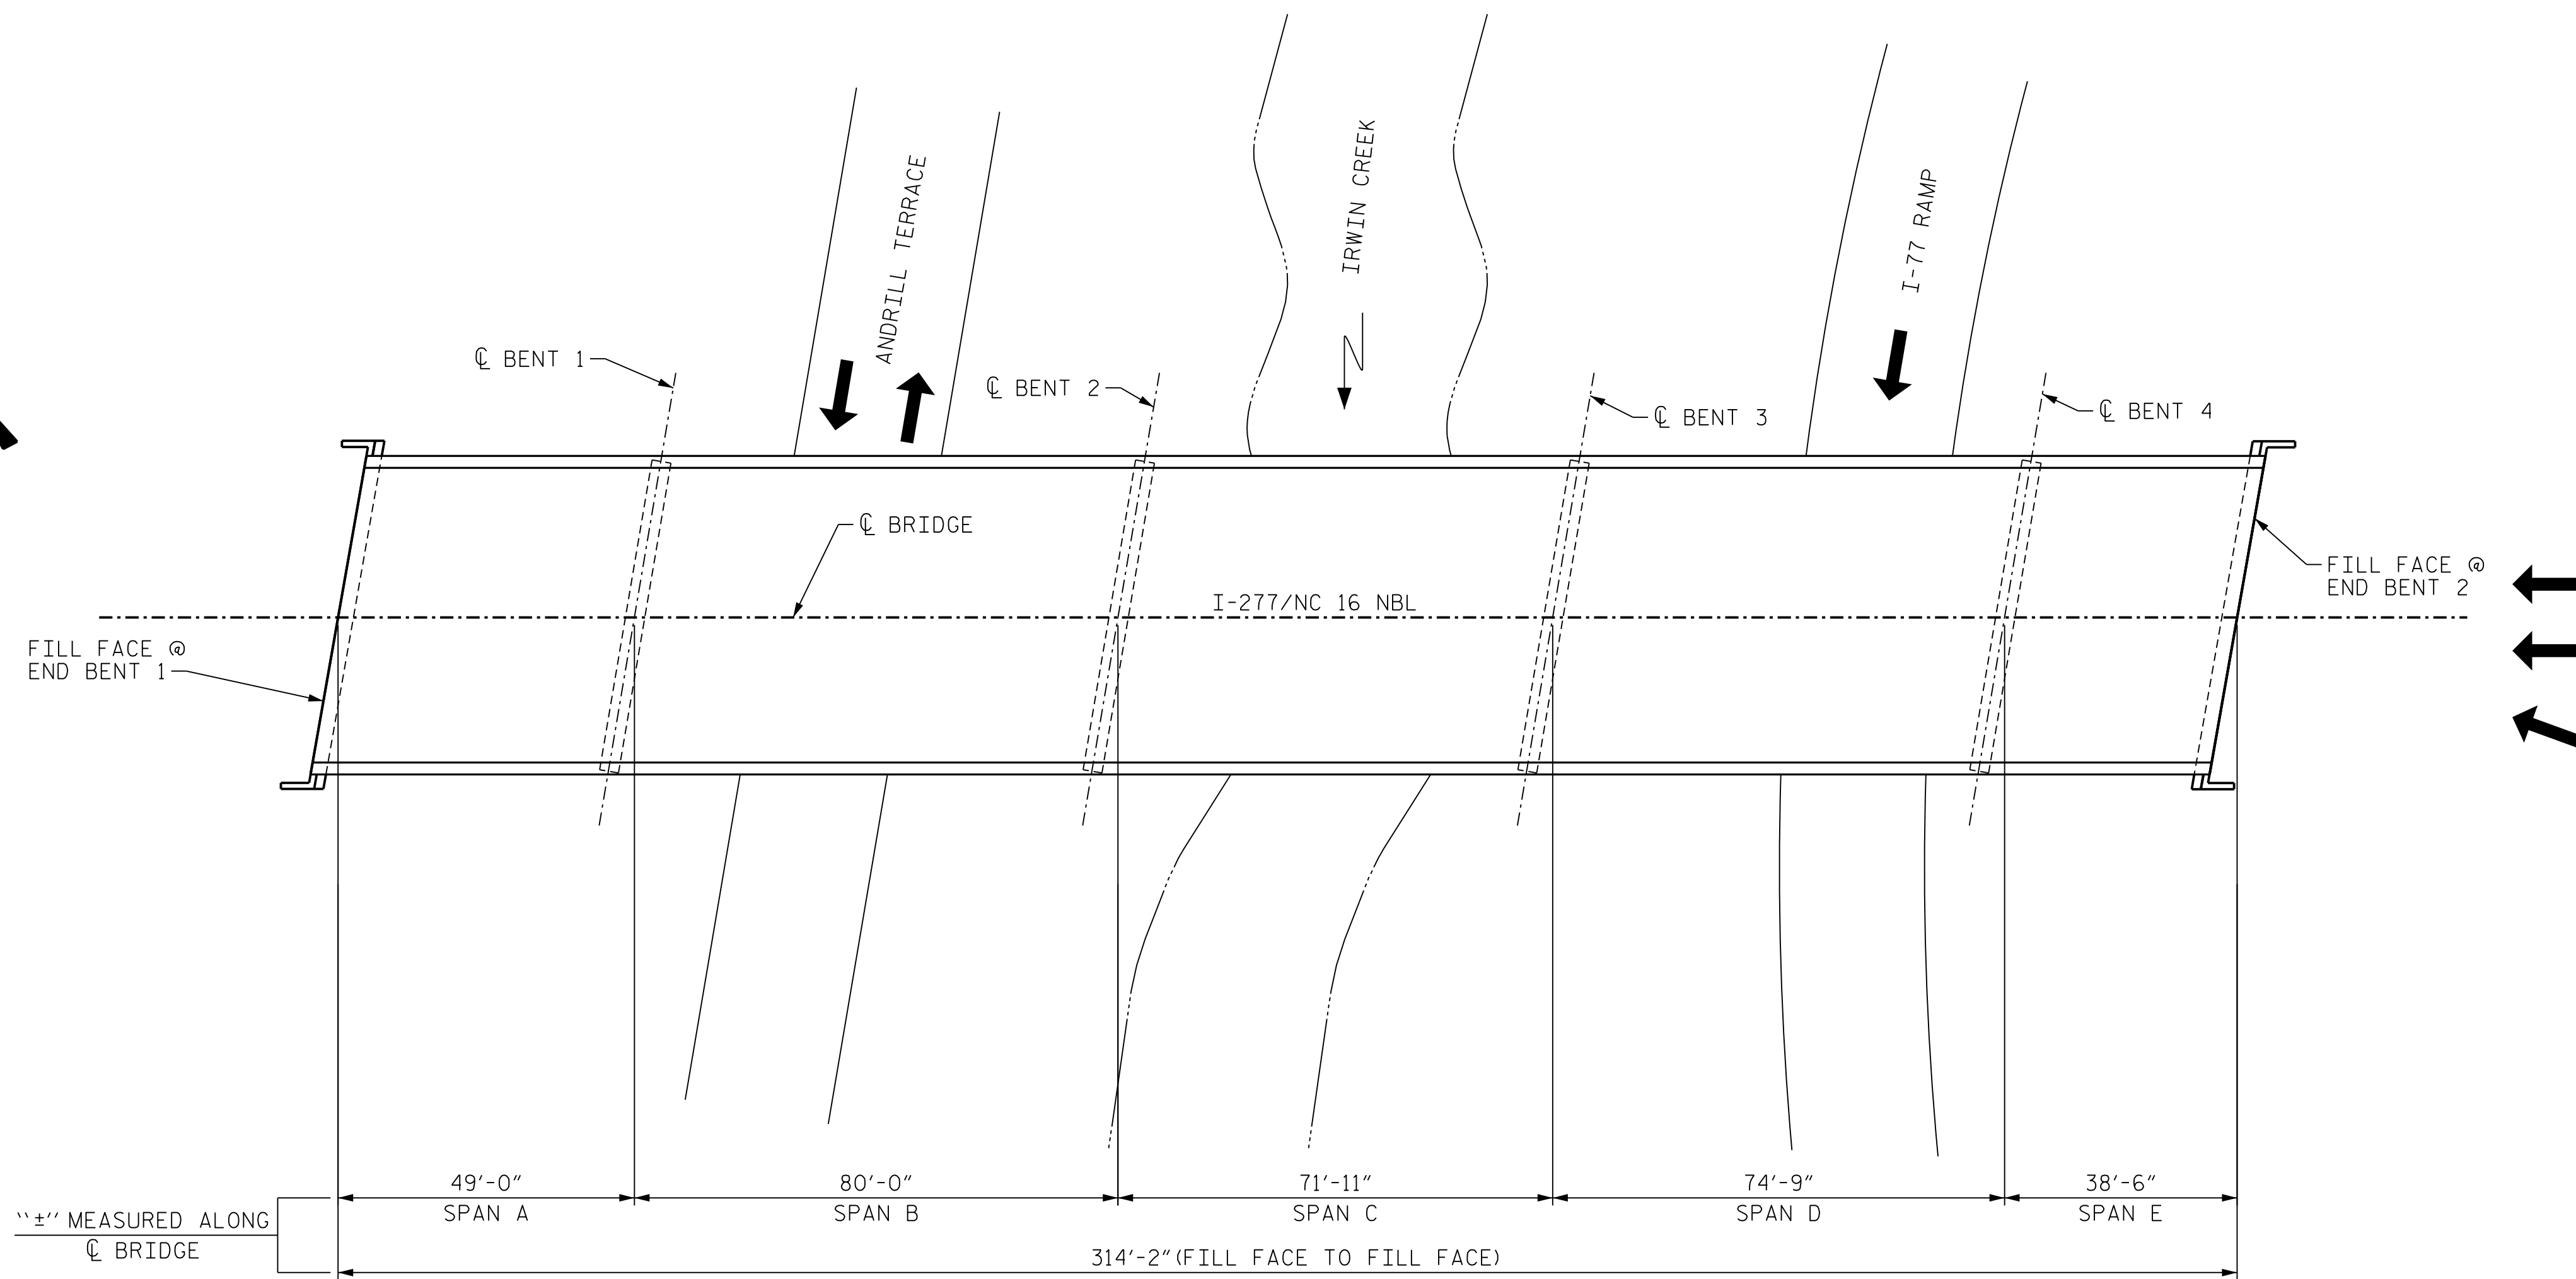 ANDRILL TERRACE
IRWIN CREEK
I-77 RAMP
℄ BENT 1
℄ BENT 2
℄ BENT 3
℄ BENT 4
℄ BRIDGE
I-277/NC 16 NBL
FILL FACE @
END BENT 2
FILL FACE @
END BENT 1
49'-0"
SPAN A
80'-0"
SPAN B
71'-11"
SPAN C
74'-9"
SPAN D
38'-6"
SPAN E
"±" MEASURED ALONG
℄ BRIDGE
314'-2" (FILL FACE TO FILL FACE)